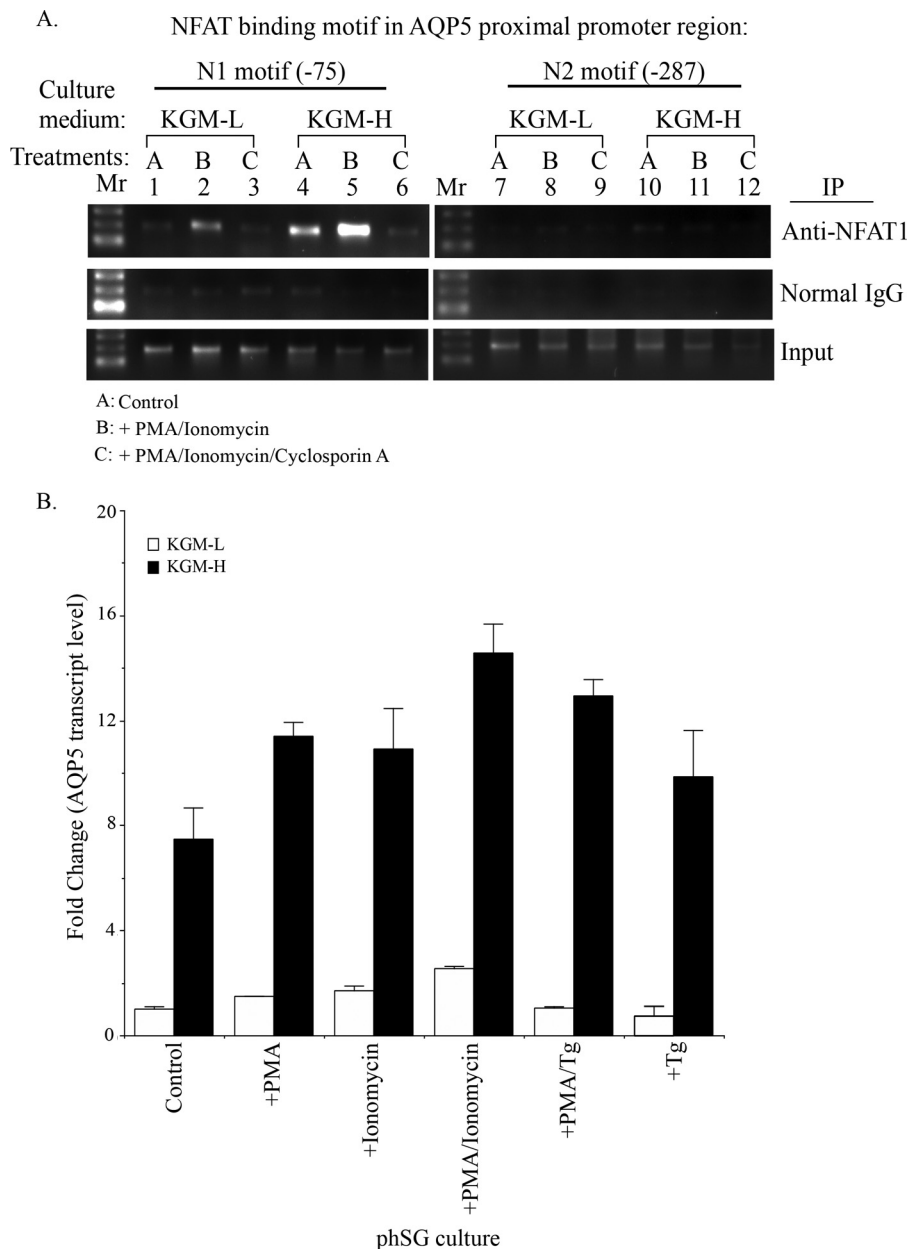 A.
NFAT binding motif in AQP5 proximal promoter region:
N1 motif (-75) N2 motif (-287)
Culture medium: KGM-L KGM-H KGM-L KGM-H
Treatments: A B C A B C A B C A B C
Mr 1 2 3 4 5 6 Mr 7 8 9 10 11 12 IP
Anti-NFAT1
Normal IgG
Input
A: Control
B: + PMA/Ionomycin
C: + PMA/Ionomycin/Cyclosporin A
B.
Fold Change (AQP5 transcript level)
20
16
12
8
4
0
KGM-L
KGM-H
Control
+PMA
+Ionomycin
+PMA/Ionomycin
+PMA/Tg
+Tg
phSG culture